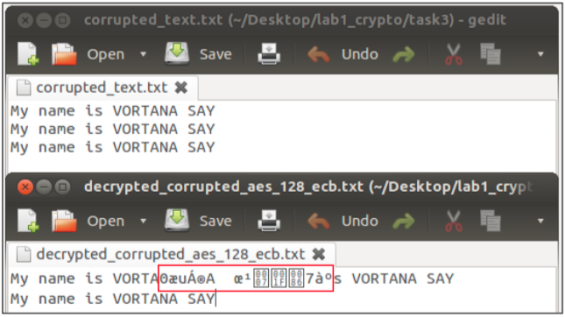 corrupted_text.txt (~/Desktop/lab1_crypto/task3) - gedit
Open Save Undo
corrupted_text.txt
My name is VORTANA SAY
My name is VORTANA SAY
My name is VORTANA SAY
decrypted_corrupted_aes_128_ecb.txt (~/Desktop/lab1_crypt
Open Save Undo
decrypted_corrupted_aes_128_ecb.txt
My name is VORTA s VORTANA SAY
My name is VORTANA SAY